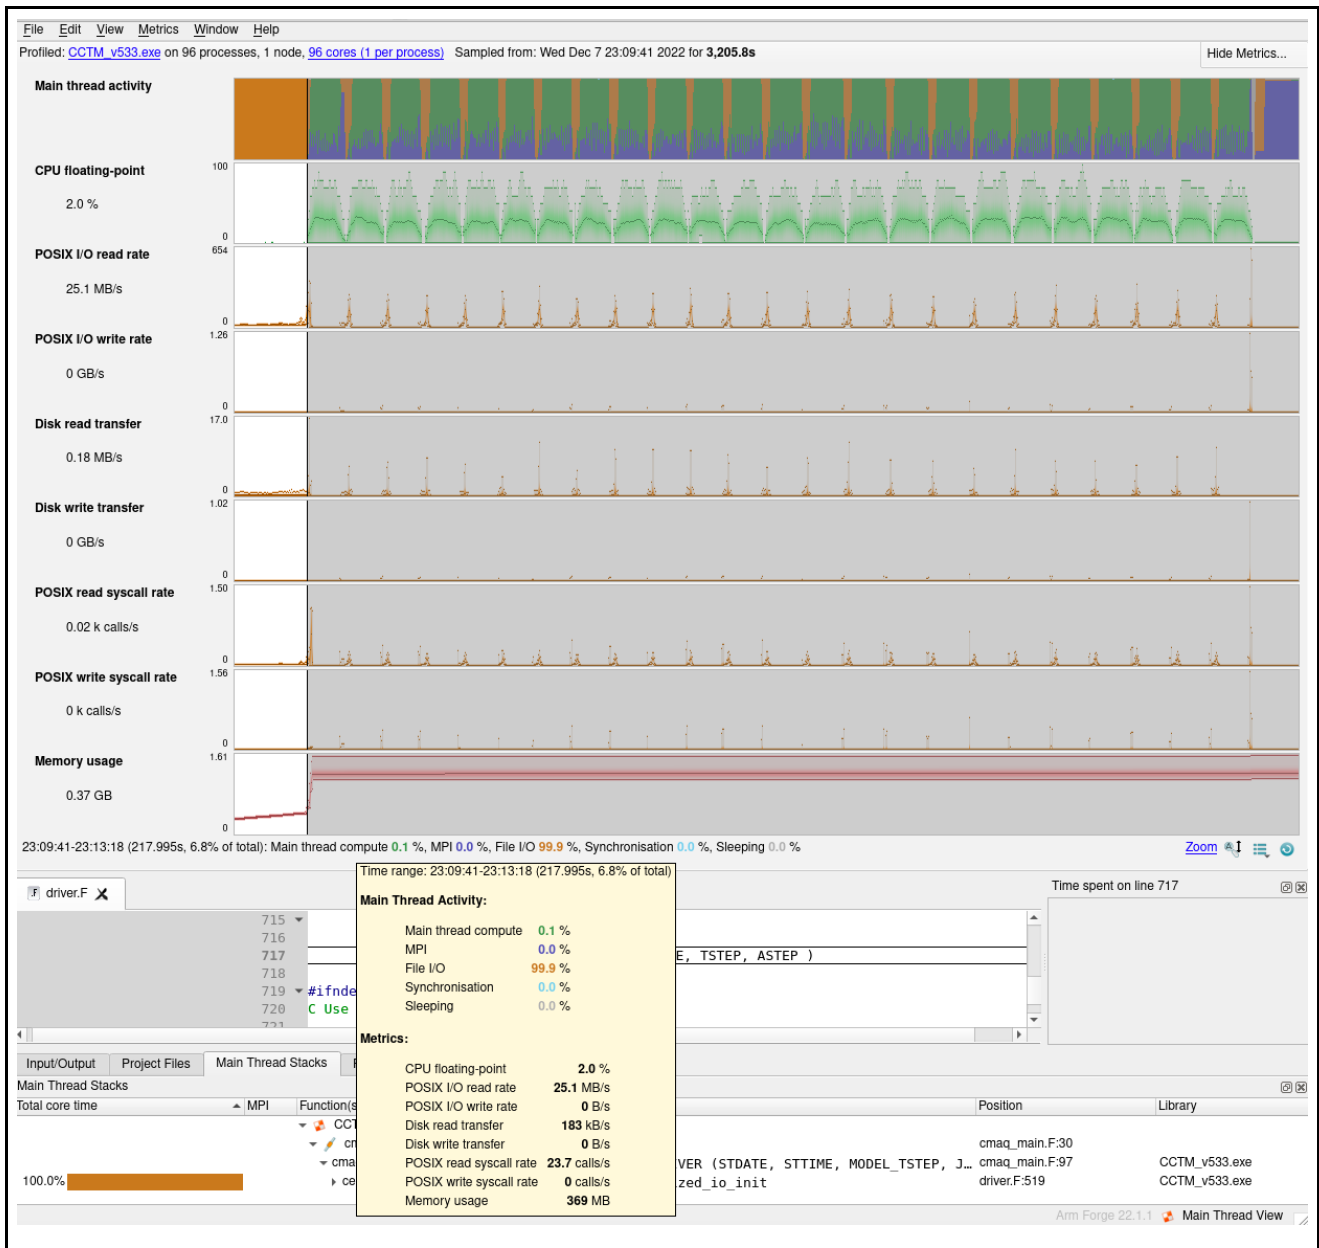 File Edit View Metrics Window Help
Profiled: CCTM_v533.exe on 96 processes, 1 node, 96 cores (1 per process) Sampled from: Wed Dec 7 23:09:41 2022 for 3,205.8s
Hide Metrics...
Main thread activity
CPU floating-point 100
2.0 %
0
POSIX I/O read rate 654
25.1 MB/s
0
POSIX I/O write rate 1.26
0 GB/s
0
Disk read transfer 17.0
0.18 MB/s
0
Disk write transfer 1.02
0 GB/s
0
POSIX read syscall rate 1.50
0.02 k calls/s
0
POSIX write syscall rate 1.56
0 k calls/s
0
Memory usage 1.61
0.37 GB
0
23:09:41-23:13:18 (217.995s, 6.8% of total): Main thread compute 0.1 %, MPI 0.0 %, File I/O 99.9 %, Synchronisation 0.0 %, Sleeping 0.0 %
Zoom
Time range: 23:09:41-23:13:18 (217.995s, 6.8% of total)
Main Thread Activity:
Main thread compute 0.1 %
MPI 0.0 %
File I/O 99.9 %
Synchronisation 0.0 %
Sleeping 0.0 %
Metrics:
CPU floating-point 2.0 %
POSIX I/O read rate 25.1 MB/s
POSIX I/O write rate 0 B/s
Disk read transfer 183 kB/s
Disk write transfer 0 B/s
POSIX read syscall rate 23.7 calls/s
POSIX write syscall rate 0 calls/s
Memory usage 369 MB
driver.F
Time spent on line 717
715
716
717 E, TSTEP, ASTEP )
718
719 #ifnde
720 C Use
721
Input/Output Project Files Main Thread Stacks
Main Thread Stacks
Total core time MPI Function(s Position Library
CCT
cm cmaq_main.F:30
cma VER (STDATE, STTIME, MODEL_TSTEP, J… cmaq_main.F:97 CCTM_v533.exe
100.0% ce zed_io_init driver.F:519 CCTM_v533.exe
Arm Forge 22.1.1 Main Thread View